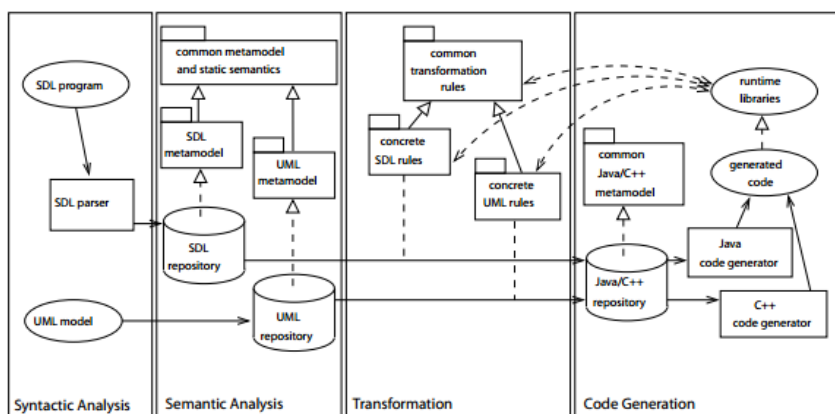 SDL program
SDL parser
UML model
Syntactic Analysis
common metamodel
and static semantics
SDL
metamodel
UML
metamodel
SDL
repository
UML
repository
Semantic Analysis
common
transformation
rules
concrete
SDL rules
concrete
UML rules
Transformation
runtime
libraries
common
Java/C++
metamodel
generated
code
Java
code generator
Java/C++
repository
C++
code generator
Code Generation